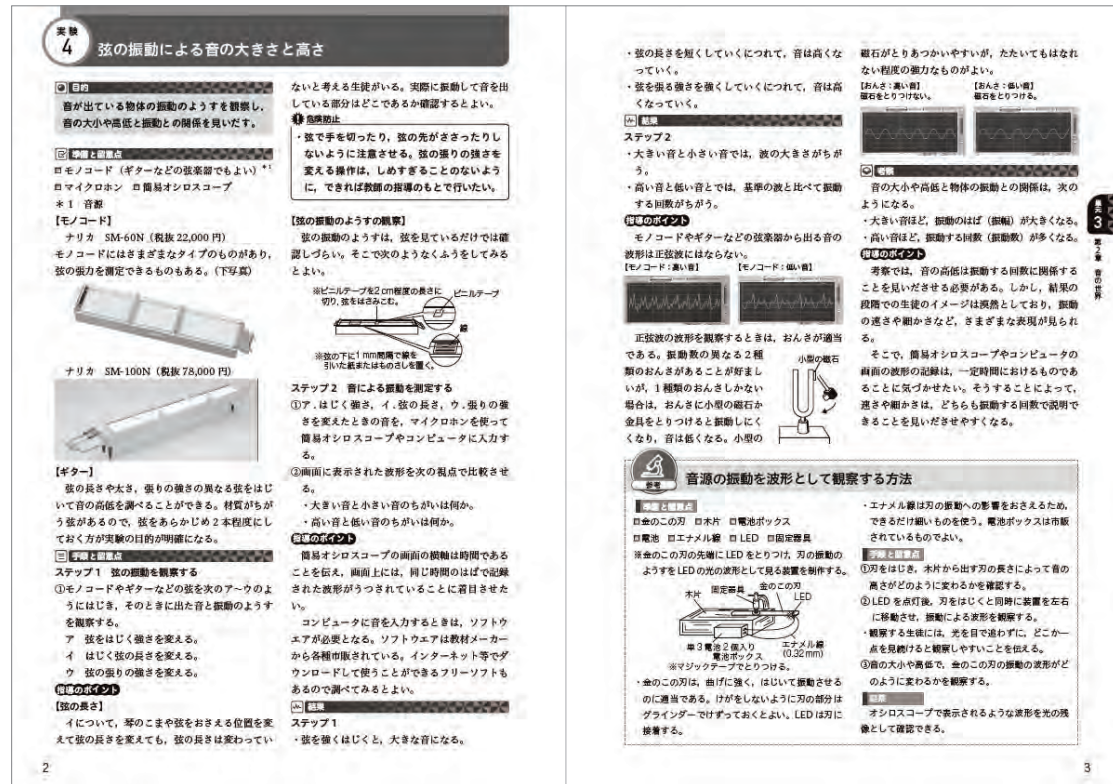 実験
4
弦の振動による音の大きさと高さ
目的
音が出ている物体の振動のようすを観察し,
音の大小や高低と振動との関係を見いだす。
準備と留意点
□モノコード（ギターなどの弦楽器でもよい）＊1
□マイクロホン □簡易オシロスコープ
＊1 音源
【モノコード】
ナリカ SM-60N（税抜 22,000 円）
モノコードにはさまざまなタイプのものがあり,
弦の張力を測定できるものもある。（下写真）
ナリカ SM-100N（税抜 78,000 円）
【ギター】
弦の長さや太さ，張りの強さの異なる弦をはじ
いて音の高低を調べることができる。材質がちが
う弦があるので，弦をあらかじめ2本程度にし
ておく方が実験の目的が明確になる。
手順と留意点
ステップ1 弦の振動を観察する
①モノコードやギターなどの弦を次のア〜ウのよ
うにはじき，そのときに出た音と振動のようす
を観察する。
ア 弦をはじく強さを変える。
イ はじく弦の長さを変える。
ウ 弦の張りの強さを変える。
指導のポイント
【弦の長さ】
イについて，琴のこまや弦をおさえる位置を変
えて弦の長さを変えても，弦の長さは変わってい
ないと考える生徒がいる。実際に振動して音を出
している部分はどこであるか確認するとよい。
危険防止
・弦で手を切ったり，弦の先がささったりし
ないように注意させる。弦の張りの強さを
変える操作は，しめすぎることのないよう
に，できれば教師の指導のもとで行いたい。
【弦の振動のようすの観察】
弦の振動のようすは，弦を見ているだけでは確
認しづらい。そこで次のようなくふうをしてみる
とよい。
※ビニルテープを2 cm程度の長さに
切り，弦をはさみこむ。
ビニルテープ
線
※弦の下に1 mm間隔で線を
引いた紙またはものさしを置く。
ステップ2 音による振動を測定する
①ア.はじく強さ，イ.弦の長さ，ウ.張りの強
さを変えたときの音を，マイクロホンを使って
簡易オシロスコープやコンピュータに入力す
る。
②画面に表示された波形を次の視点で比較させ
る。
・大きい音と小さい音のちがいは何か。
・高い音と低い音のちがいは何か。
指導のポイント
簡易オシロスコープの画面の横軸は時間である
ことを伝え，画面上には，同じ時間のはばで記録
された波形がうつされていることに着目させた
い。
コンピュータに音を入力するときは，ソフトウ
エアが必要となる。ソフトウエアは教材メーカー
から各種市販されている。インターネット等でダ
ウンロードして使うことができるフリーソフトも
あるので調べてみるとよい。
結果
ステップ1
・弦を強くはじくと，大きな音になる。
2
・弦の長さを短くしていくにつれて，音は高くな
っていく。
・弦を張る強さを強くしていくにつれて，音は高
くなっていく。
結果
ステップ2
・大きい音と小さい音では，波の大きさがちが
う。
・高い音と低い音とでは，基準の波と比べて振動
する回数がちがう。
指導のポイント
モノコードやギターなどの弦楽器から出る音の
波形は正弦波にはならない。
【モノコード：高い音】
【モノコード：低い音】
正弦波の波形を観察するときは，おんさが適当
である。振動数の異なる2種
類のおんさがあることが好まし
いが，1種類のおんさしかない
場合は，おんさに小型の磁石か
金具をとりつけると振動しにく
くなり，音は低くなる。小型の
小型の磁石
磁石がとりあつかいやすいが，たたいてもはなれ
ない程度の強力なものがよい。
【おんさ：高い音】
磁石をとりつけない。
【おんさ：低い音】
磁石をとりつける。
考察
音の大小や高低と物体の振動との関係は，次の
ようになる。
・大きい音ほど，振動のはば（振幅）が大きくなる。
・高い音ほど，振動する回数（振動数）が多くなる。
指導のポイント
考察では，音の高低は振動する回数に関係する
ことを見いださせる必要がある。しかし，結果の
段階での生徒のイメージは漠然としており，振動
の速さや細かさなど，さまざまな表現が見られ
る。
そこで，簡易オシロスコープやコンピュータの
画面の波形の記録は，一定時間におけるものであ
ることに気づかせたい。そうすることによって，
速さや細かさは，どちらも振動する回数で説明で
きることを見いださせやすくなる。
単元
3
第2章 音の世界
参考
音源の振動を波形として観察する方法
準備と留意点
□金のこの刃 □木片 □電池ボックス
□電池 □エナメル線 □LED □固定器具
※金のこの刃の先端にLEDをとりつけ，刃の振動の
ようすをLEDの光の波形として見る装置を制作する。
木片
固定器具
金のこの刃
LED
単3電池2個入り
電池ボックス
エナメル線
(0.32 mm)
※マジックテープでとりつける。
・金のこの刃は，曲げに強く，はじいて振動させる
のに適当である。けがをしないように刃の部分は
グラインダーでけずっておくとよい。LEDは刃に
接着する。
・エナメル線は刃の振動への影響をおさえるため，
できるだけ細いものを使う。電池ボックスは市販
されているものでよい。
手順と留意点
①刃をはじき，木片から出す刃の長さによって音の
高さがどのように変わるかを確認する。
②LEDを点灯後，刃をはじくと同時に装置を左右
に移動させ，振動による波形を観察する。
・観察する生徒には，光を目で追わずに，どこか一
点を見続けると観察しやすいことを伝える。
③音の大小や高低で，金のこの刃の振動の波形がど
のように変わるかを観察する。
結果
オシロスコープで表示されるような波形を光の残
像として確認できる。
3